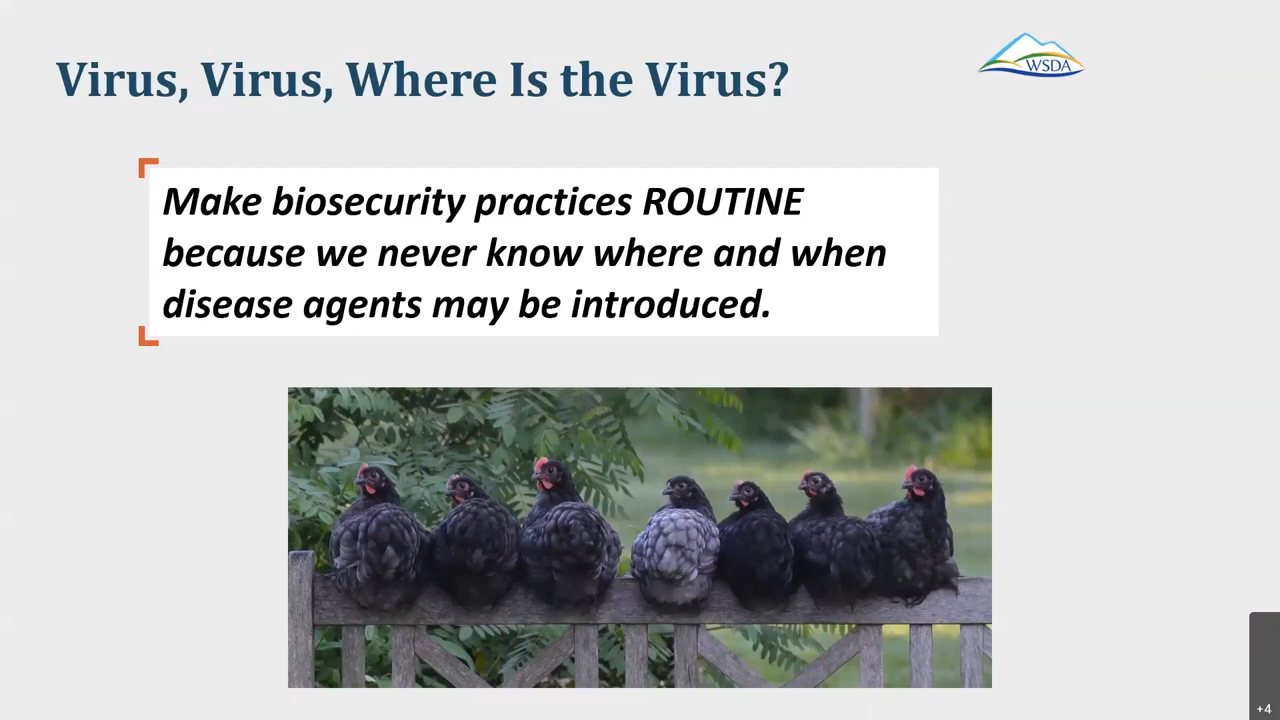 Virus, Virus, Where Is the Virus?
WSDA
Make biosecurity practices ROUTINE
because we never know where and when
disease agents may be introduced.
+4